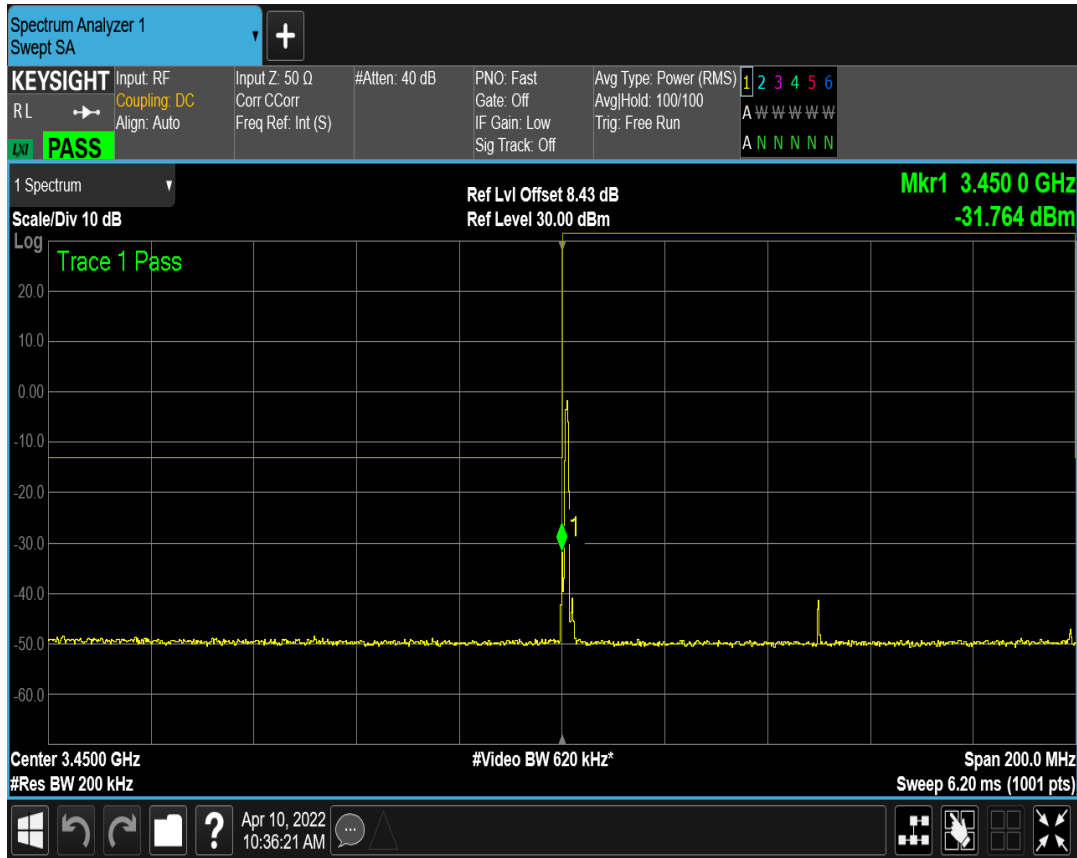 Spectrum Analyzer 1
Swept SA
+
KEYSIGHT
RL
LXI PASS
Input: RF
Coupling: DC
Align: Auto
Input Z: 50 Ω
Corr CCorr
Freq Ref: Int (S)
#Atten: 40 dB
PNO: Fast
Gate: Off
IF Gain: Low
Sig Track: Off
Avg Type: Power (RMS)
Avg|Hold: 100/100
Trig: Free Run
1 2 3 4 5 6
A W W W W W
A N N N N N
1 Spectrum
Scale/Div 10 dB
Ref Lvl Offset 8.43 dB
Ref Level 30.00 dBm
Mkr1 3.450 0 GHz
-31.764 dBm
Log
Trace 1 Pass
20.0
10.0
0.00
-10.0
-20.0
1
-30.0
-40.0
-50.0
-60.0
Center 3.4500 GHz
#Res BW 200 kHz
#Video BW 620 kHz*
Span 200.0 MHz
Sweep 6.20 ms (1001 pts)
?
Apr 10, 2022
10:36:21 AM